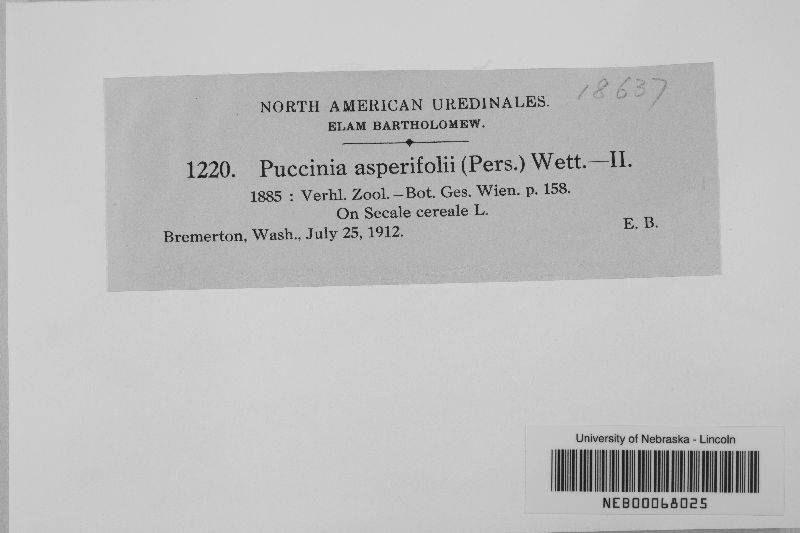 18637
NORTH AMERICAN UREDINALES.
ELAM BARTHOLOMEW.
1220. Puccinia asperifolii (Pers.) Wett.—II.
1885 : Verhl. Zool.—Bot. Ges. Wien. p. 158.
On Secale cereale L.
Bremerton, Wash., July 25, 1912. E. B.
University of Nebraska - Lincoln
NEB00068025